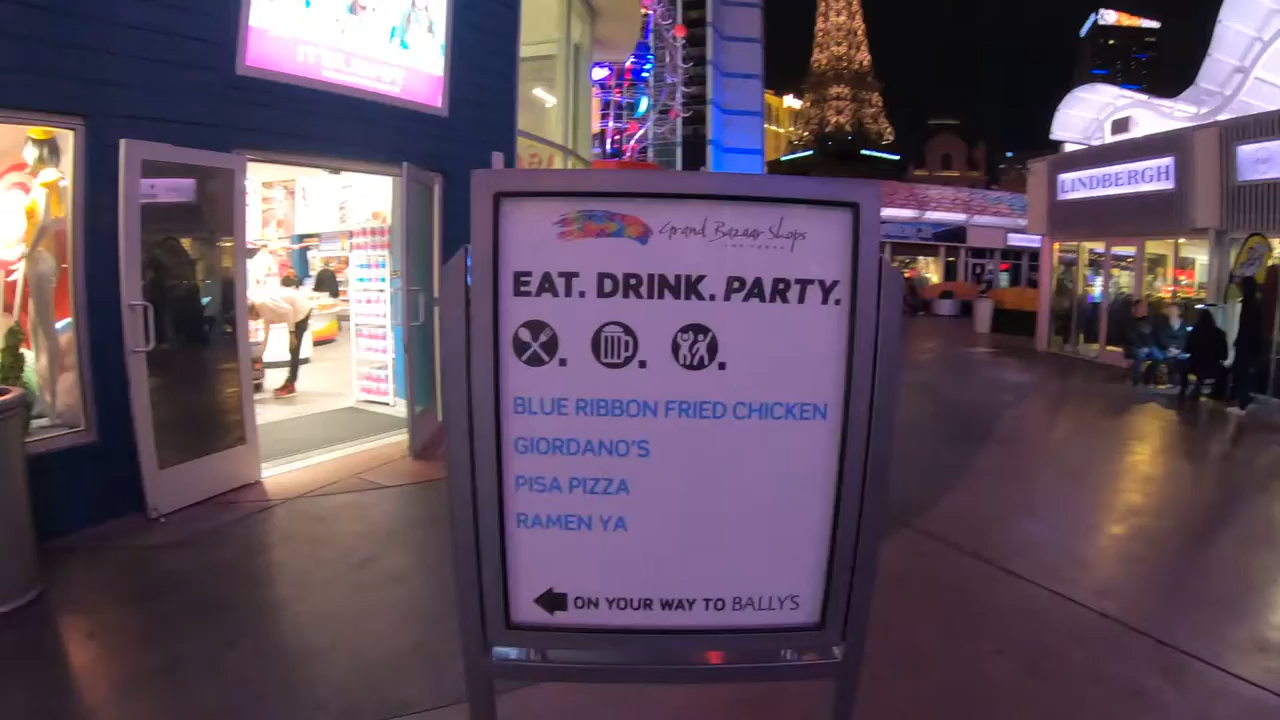 Grand Bazaar Shops
LAS VEGAS
EAT. DRINK. PARTY.
BLUE RIBBON FRIED CHICKEN
GIORDANO'S
PISA PIZZA
RAMEN YA
ON YOUR WAY TO BALLY'S
LINDBERGH